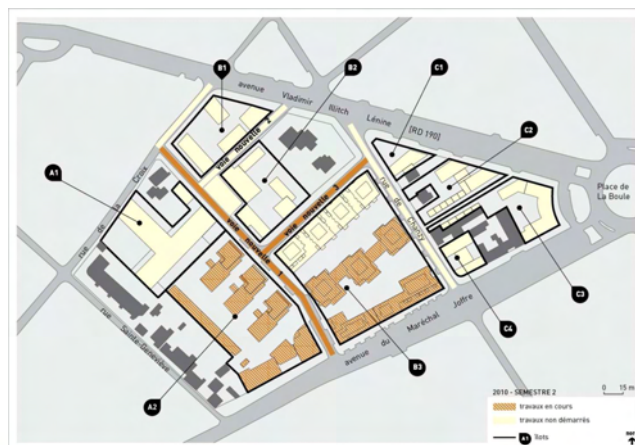 B1
B2
C1
avenue Vladimir Illitch Lénine [RD 190]
C2
A1
rue de la Croix
voie nouvelle 2
Place de
La Boule
voie nouvelle 3
rue de Chanzy
voie nouvelle 1
C3
C4
rue Sainte-Geneviève
avenue du Maréchal Joffre
A2
B3
2010 - SEMESTRE 2
0 15 m
travaux en cours
travaux non démarrés
A1 Ilots